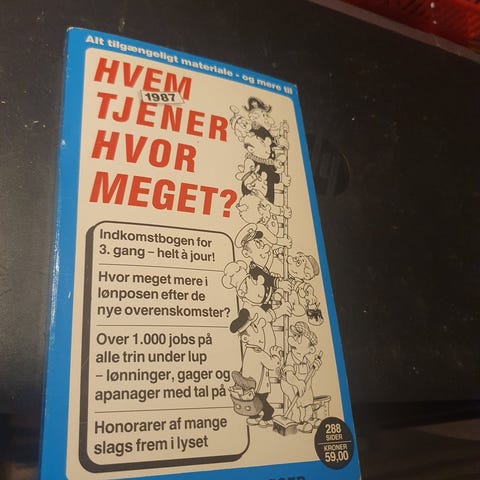 Alt tilgængeligt materiale - og mere til
HVEM
1987
TJENER
HVOR
MEGET?
Indkomstbogen for
3. gang – helt à jour!
Hvor meget mere i
lønposen efter de
nye overenskomster?
Over 1.000 jobs på
alle trin under lup
– lønninger, gager og
apanager med tal på
Honorarer af mange
slags frem i lyset
288
SIDER
KRONER
59,00
hp